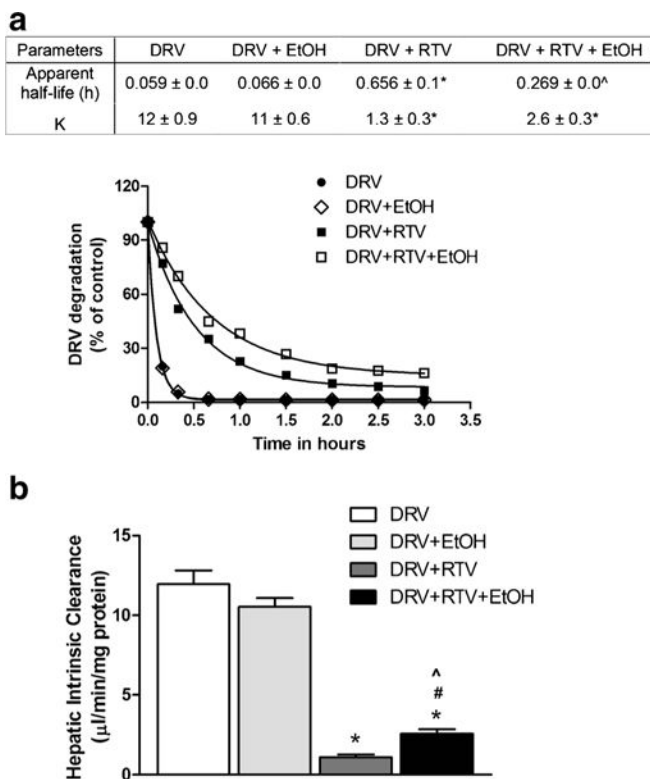 a
Parameters DRV DRV + EtOH DRV + RTV DRV + RTV + EtOH
Apparent half-life (h) 0.059 ± 0.0 0.066 ± 0.0 0.656 ± 0.1* 0.269 ± 0.0^
K 12 ± 0.9 11 ± 0.6 1.3 ± 0.3* 2.6 ± 0.3*
DRV
DRV+EtOH
DRV+RTV
DRV+RTV+EtOH
DRV degradation
(% of control)
120
90
60
30
0
0.0 0.5 1.0 1.5 2.0 2.5 3.0 3.5
Time in hours
b
DRV
DRV+EtOH
DRV+RTV
DRV+RTV+EtOH
Hepatic Intrinsic Clearance
(µl/min/mg protein)
15
10
5
0
*
^
#
*